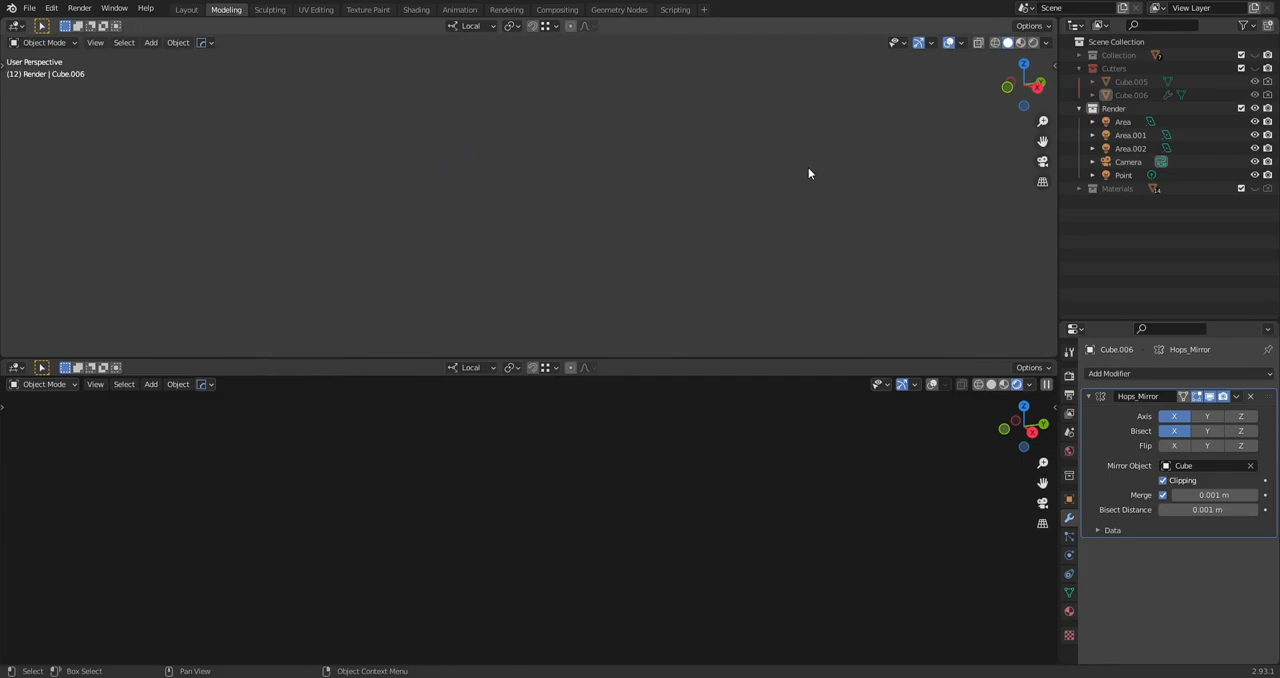 File Edit Render Window Help Layout Modeling Sculpting UV Editing Texture Paint Shading Animation Rendering Compositing Geometry Nodes Scripting + Scene View Layer
Local Options
Object Mode View Select Add Object
User Perspective
(12) Render | Cube.006
Z
Y
X
Scene Collection
Collection 7
Cutters
Cube.005
Cube.006
Render
Area
Area.001
Area.002
Camera
Point
Materials 14
Local Options
Object Mode View Select Add Object
Z
Y
X
Cube.006 Hops_Mirror
Add Modifier
Hops_Mirror
Axis X Y Z
Bisect X Y Z
Flip X Y Z
Mirror Object Cube
Clipping
Merge 0.001 m
Bisect Distance 0.001 m
Data
Select Box Select Pan View Object Context Menu 2.93.1